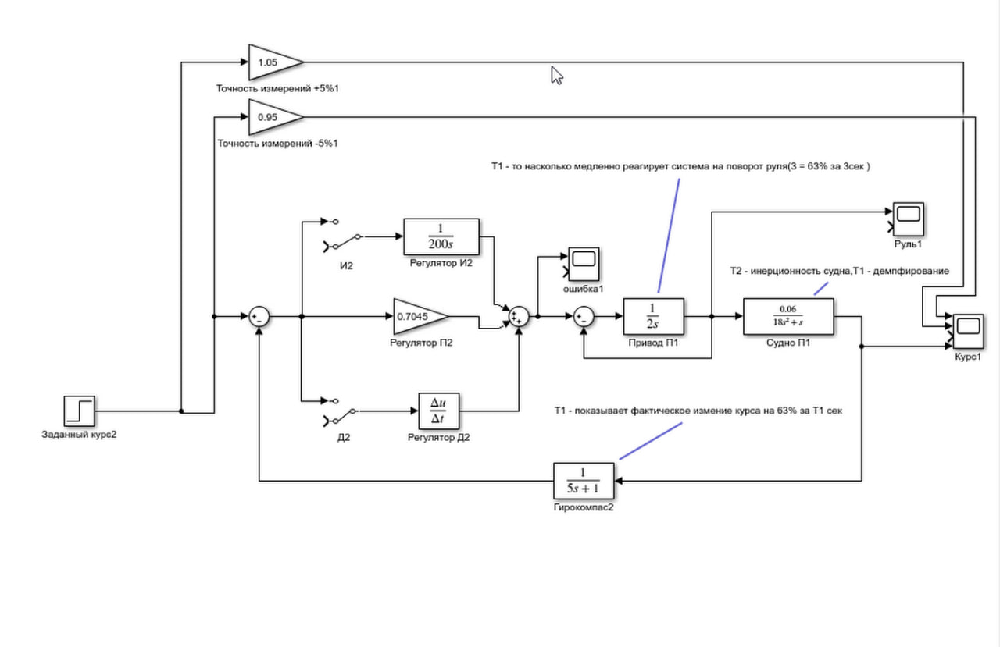 1.05
Точность измерений +5%1
0.95
Точность измерений -5%1
Т1 - то насколько медленно реагирует система на поворот руля(3 = 63% за 3сек )
1
200s
Регулятор И2
И2
Руль1
ошибка1
Т2 - инерционность судна,Т1 - демпфирование
0.7045
Регулятор П2
1
2s
Привод П1
0.06
18s² + s
Судно П1
Курс1
Заданный курс2
Δu
Δt
Регулятор Д2
Д2
Т1 - показывает фактическое измение курса на 63% за Т1 сек
1
5s + 1
Гирокомпас2